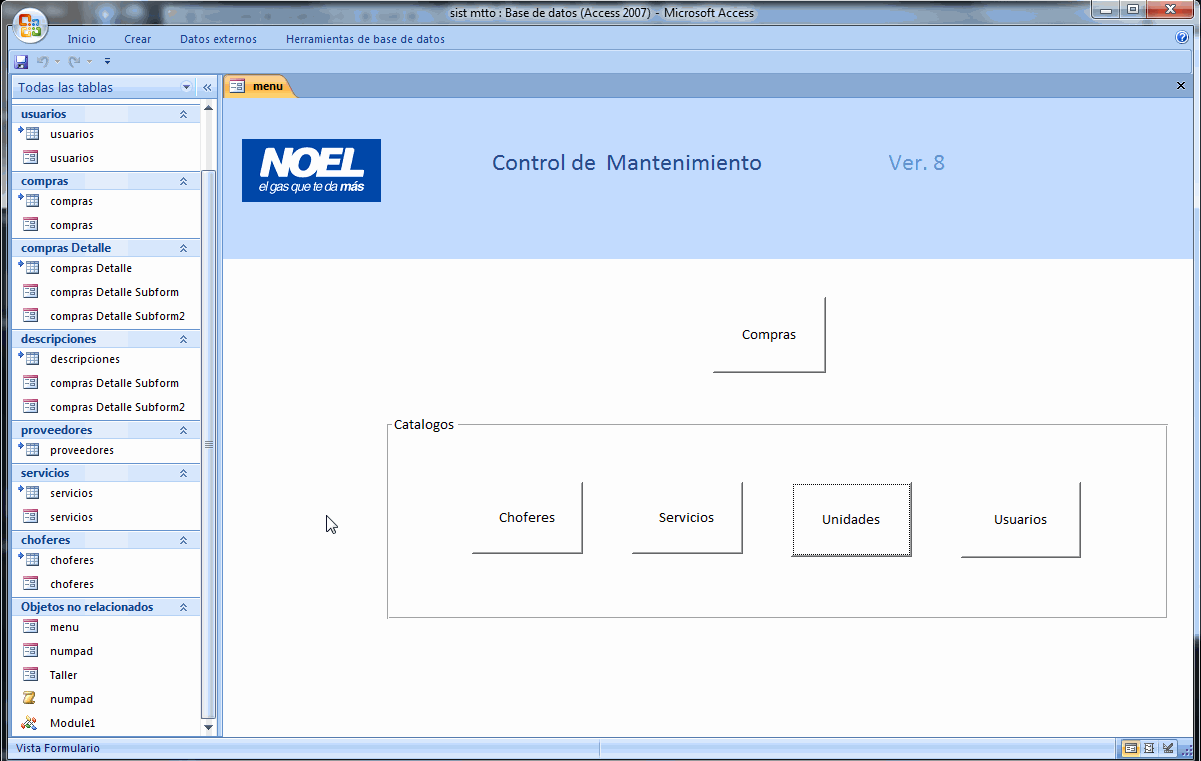 sist mtto : Base de datos (Access 2007) - Microsoft Access
Inicio Crear Datos externos Herramientas de base de datos
Todas las tablas
menu
usuarios
usuarios
usuarios
compras
compras
compras
compras Detalle
compras Detalle
compras Detalle Subform
compras Detalle Subform2
descripciones
descripciones
compras Detalle Subform
compras Detalle Subform2
proveedores
proveedores
servicios
servicios
servicios
choferes
choferes
choferes
Objetos no relacionados
menu
numpad
Taller
numpad
Module1
NOEL
el gas que te da más
Control de Mantenimiento Ver. 8
Compras
Catalogos
Choferes Servicios Unidades Usuarios
Vista Formulario